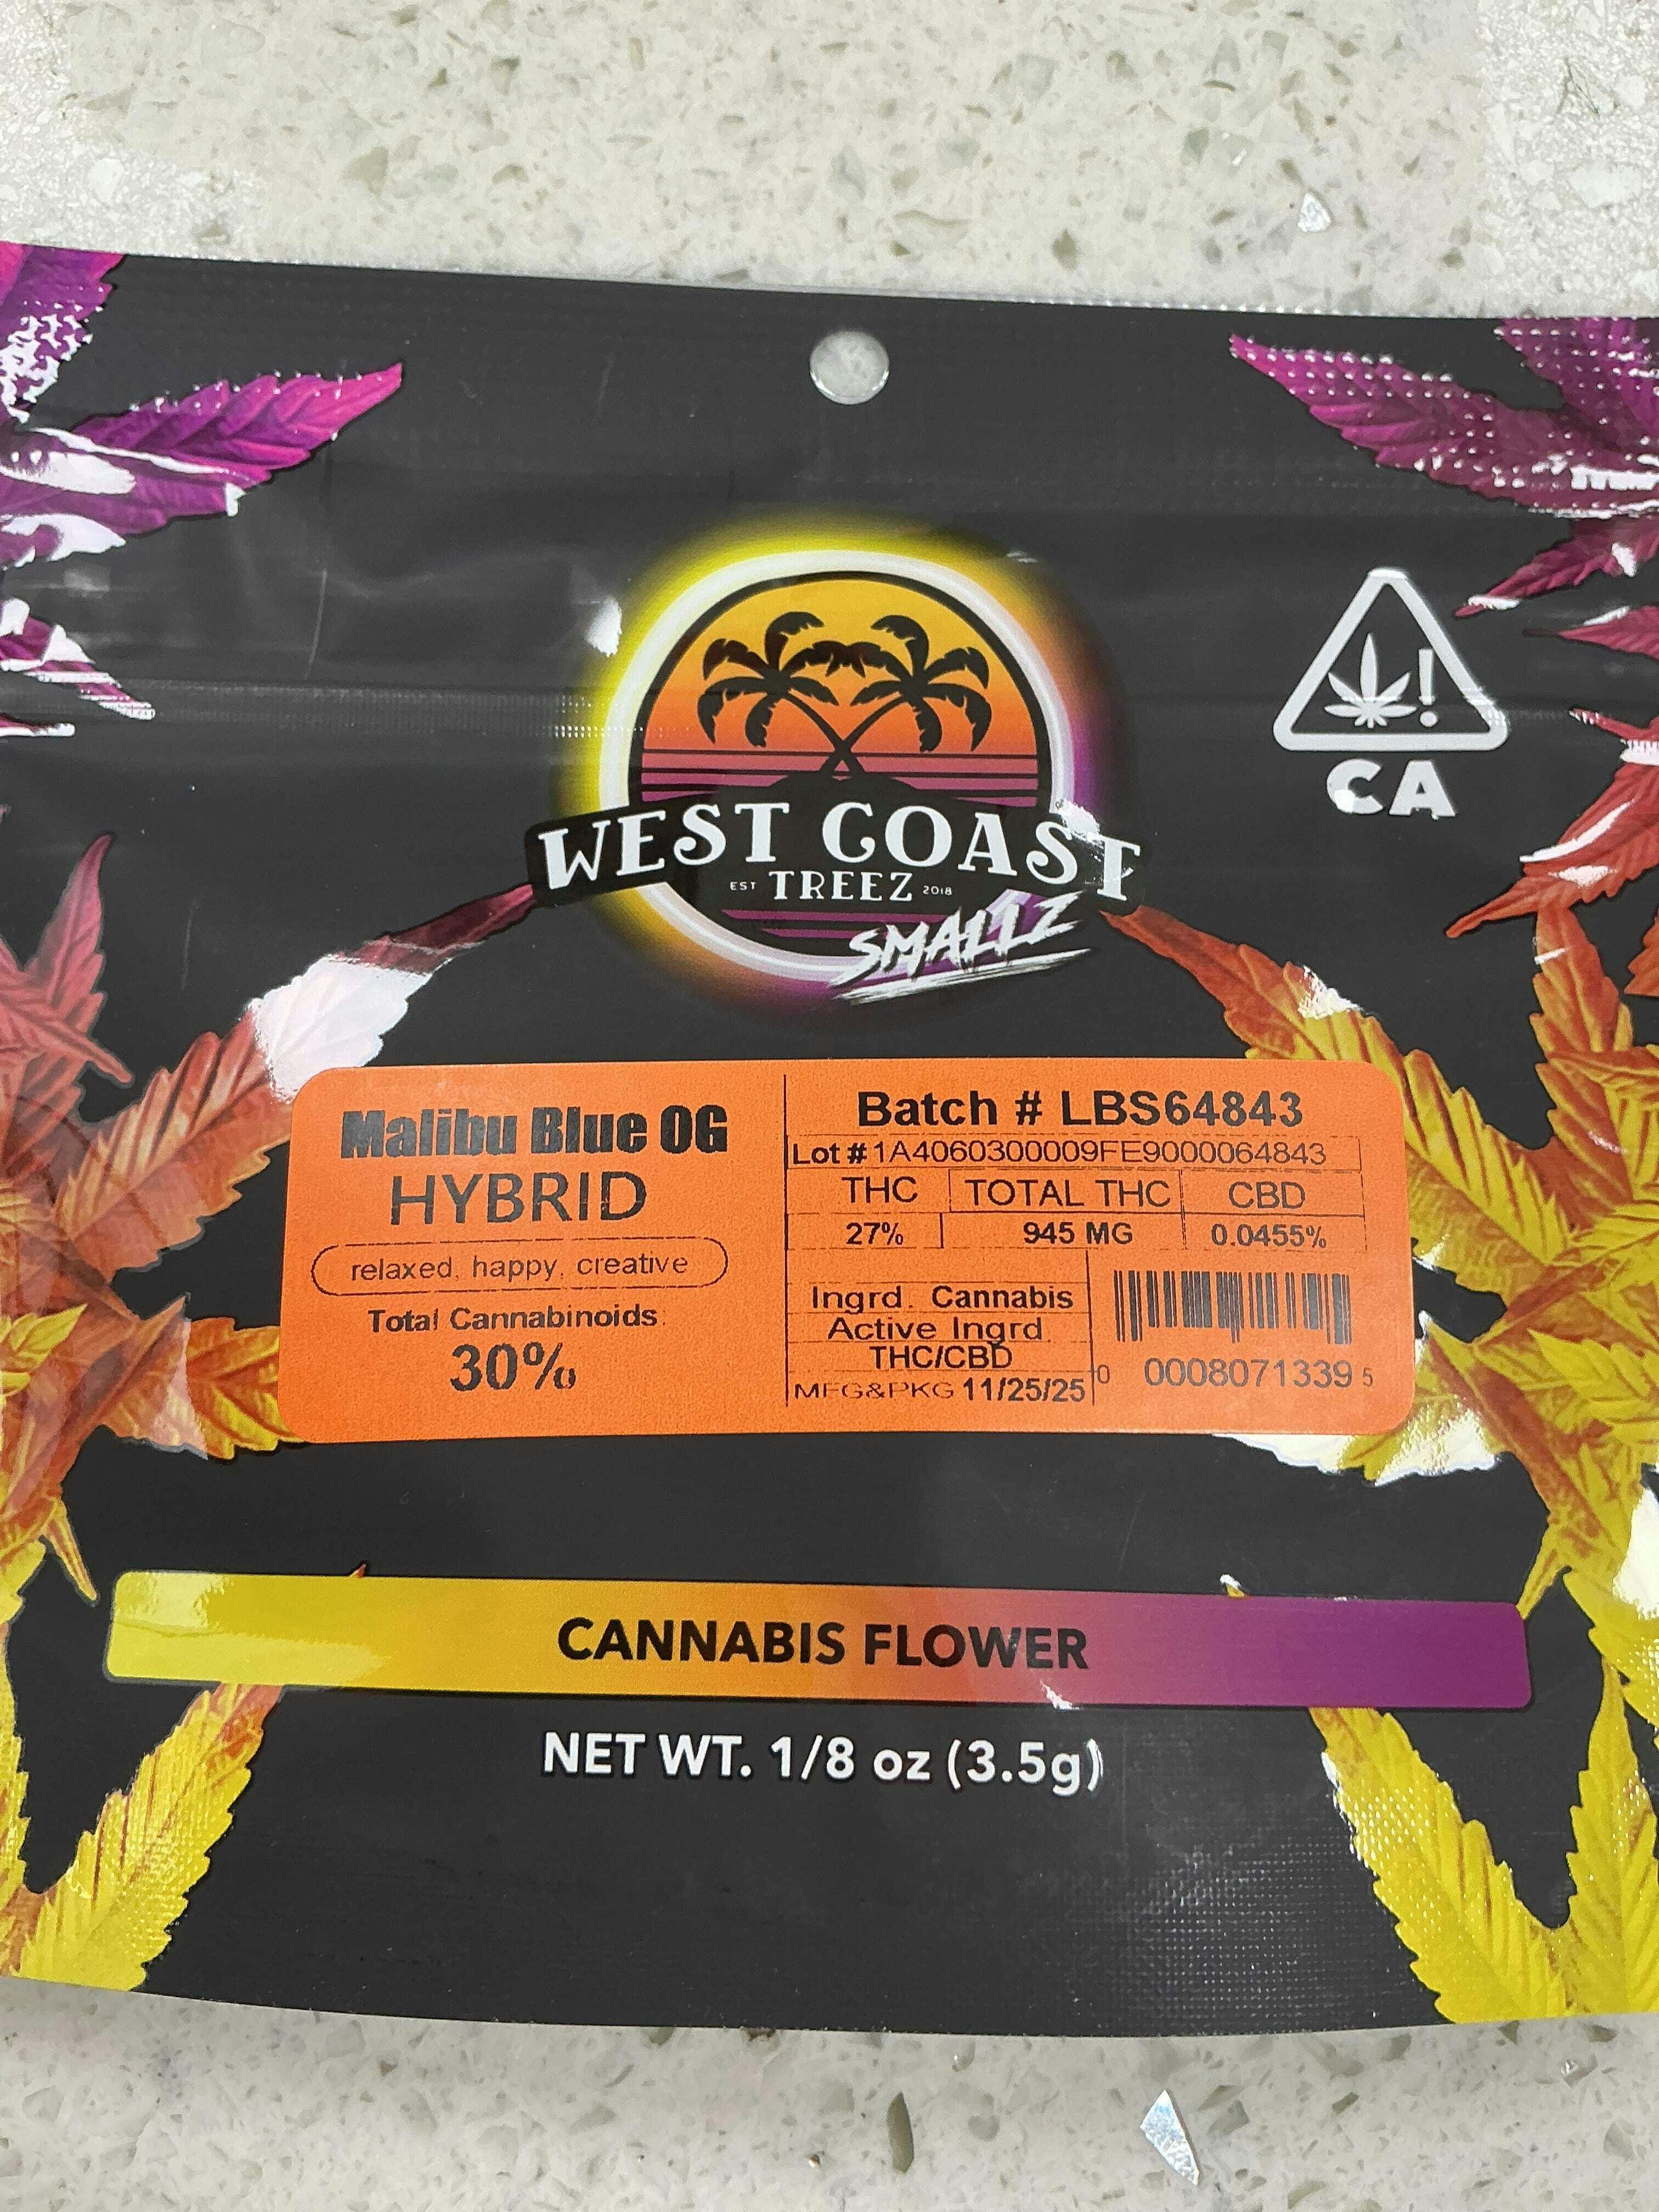 WEST COAST
EST TREEZ 2018
SMALLZ
CA
Malibu Blue OG
HYBRID
relaxed, happy, creative
Total Cannabinoids:
30%
Batch # LBS64843
Lot # 1A4060300009FE9000064843
THC TOTAL THC CBD
27% 945 MG 0.0455%
Ingrd. Cannabis
Active Ingrd.
THC/CBD
MFG&PKG 11/25/25
0 0008071339 5
CANNABIS FLOWER
NET WT. 1/8 oz (3.5g)